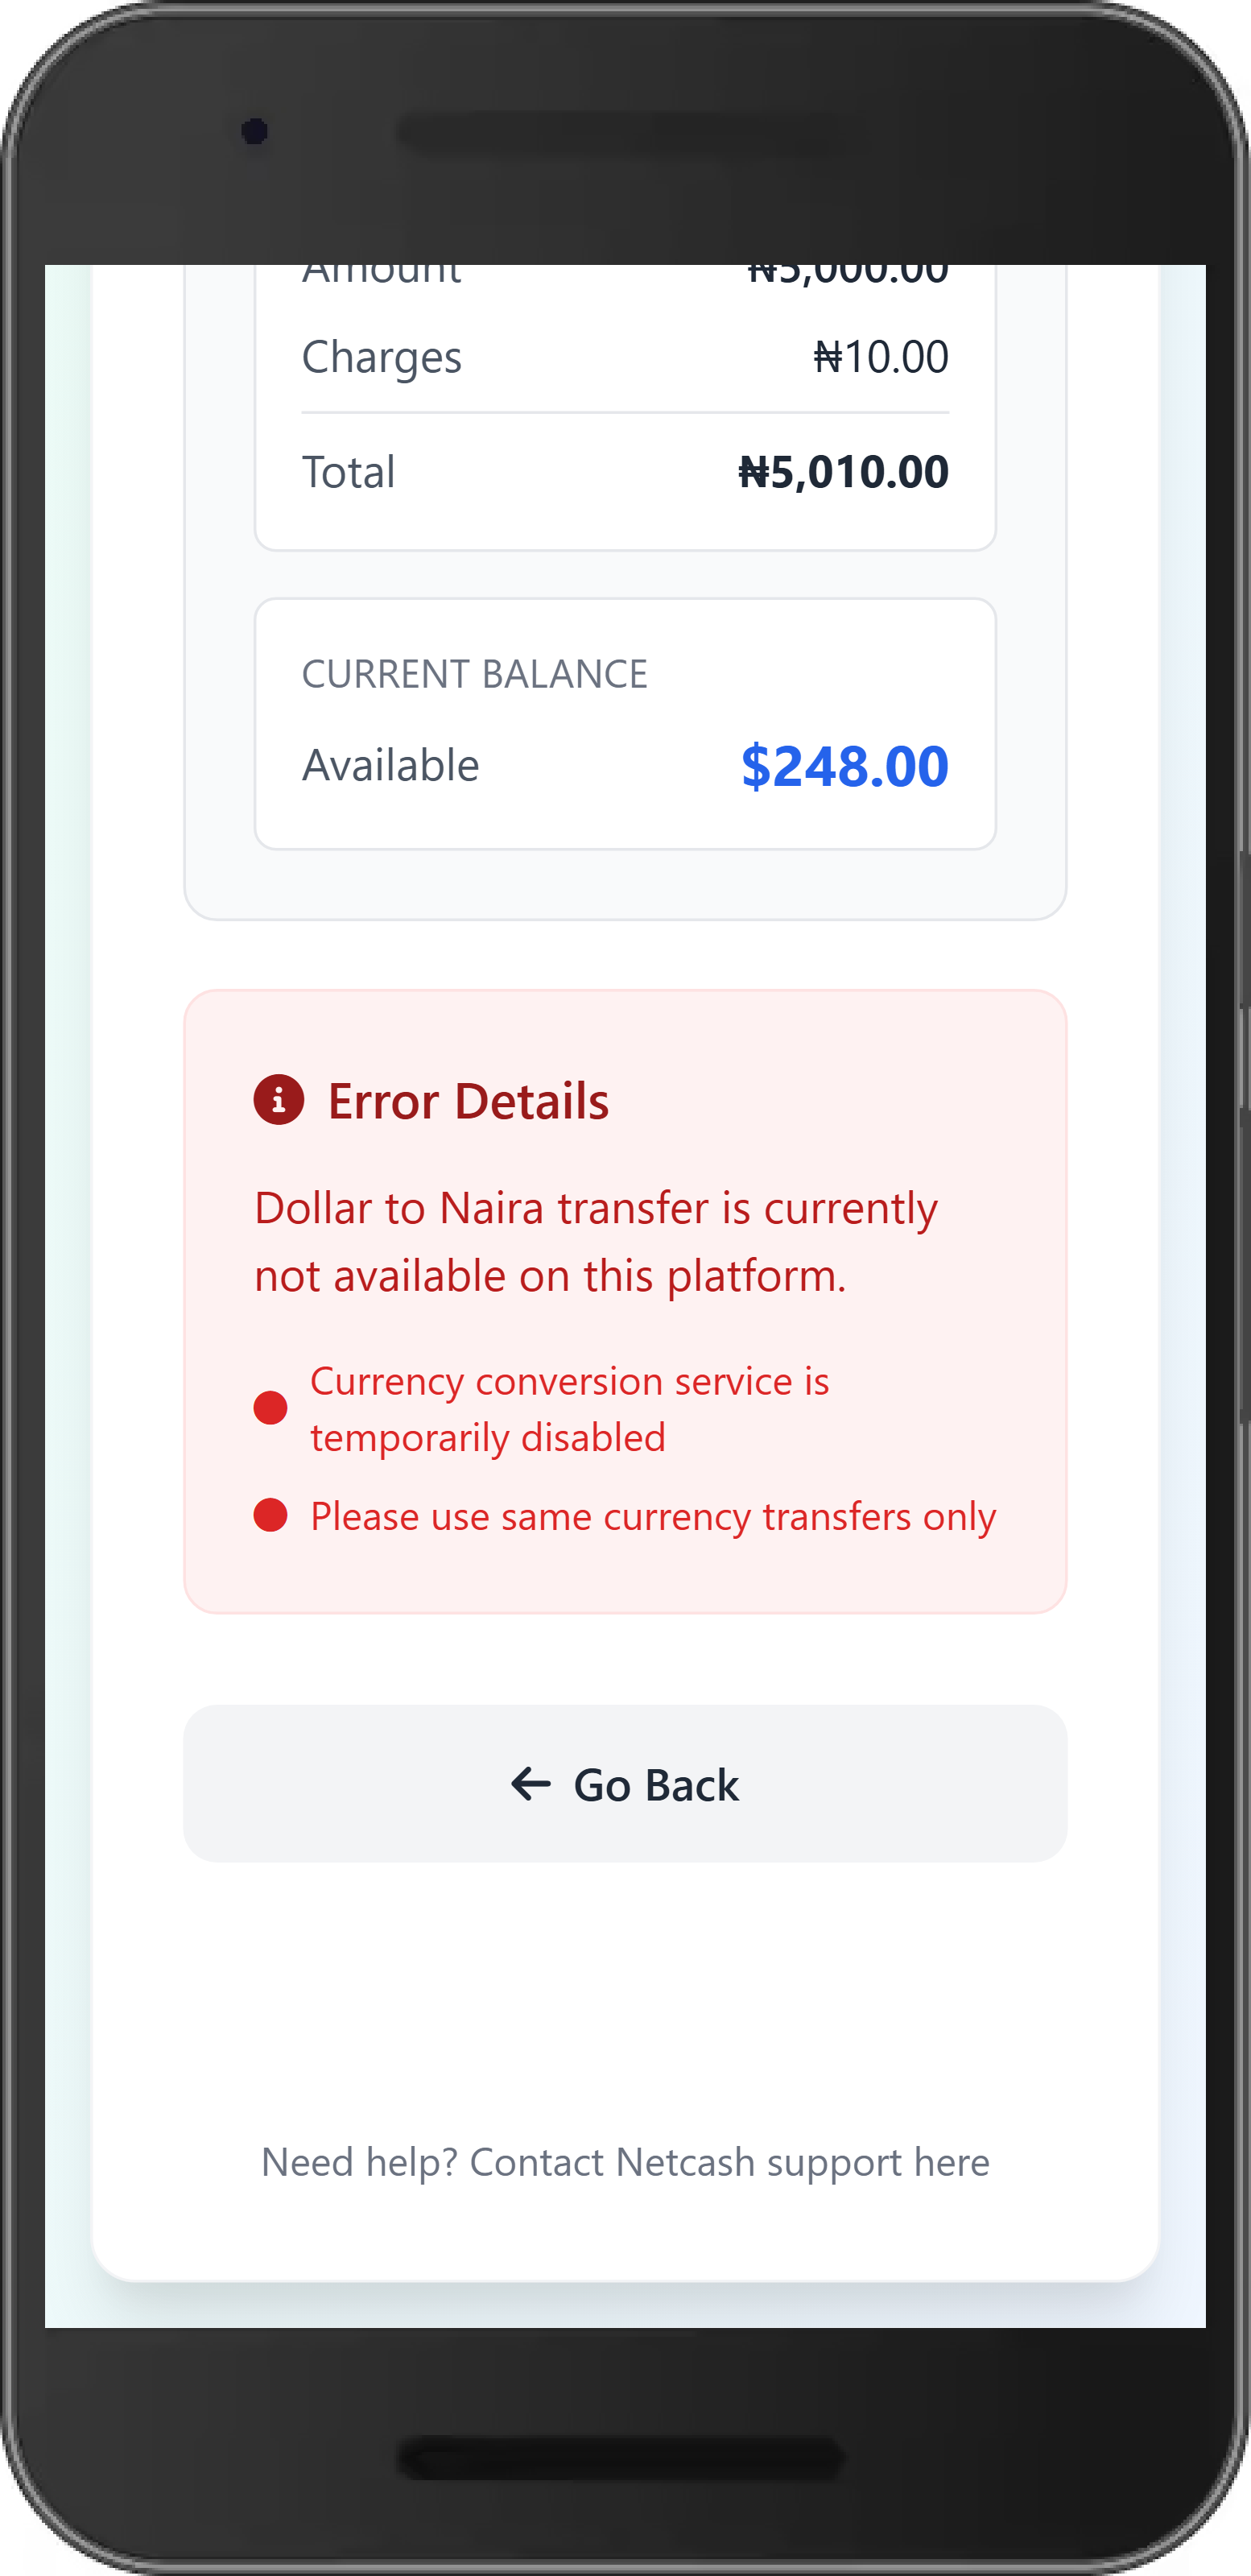 Amount ₦5,000.00
Charges ₦10.00
Total ₦5,010.00
CURRENT BALANCE
Available $248.00
Error Details
Dollar to Naira transfer is currently
not available on this platform.
Currency conversion service is
temporarily disabled
Please use same currency transfers only
Go Back
Need help? Contact Netcash support here